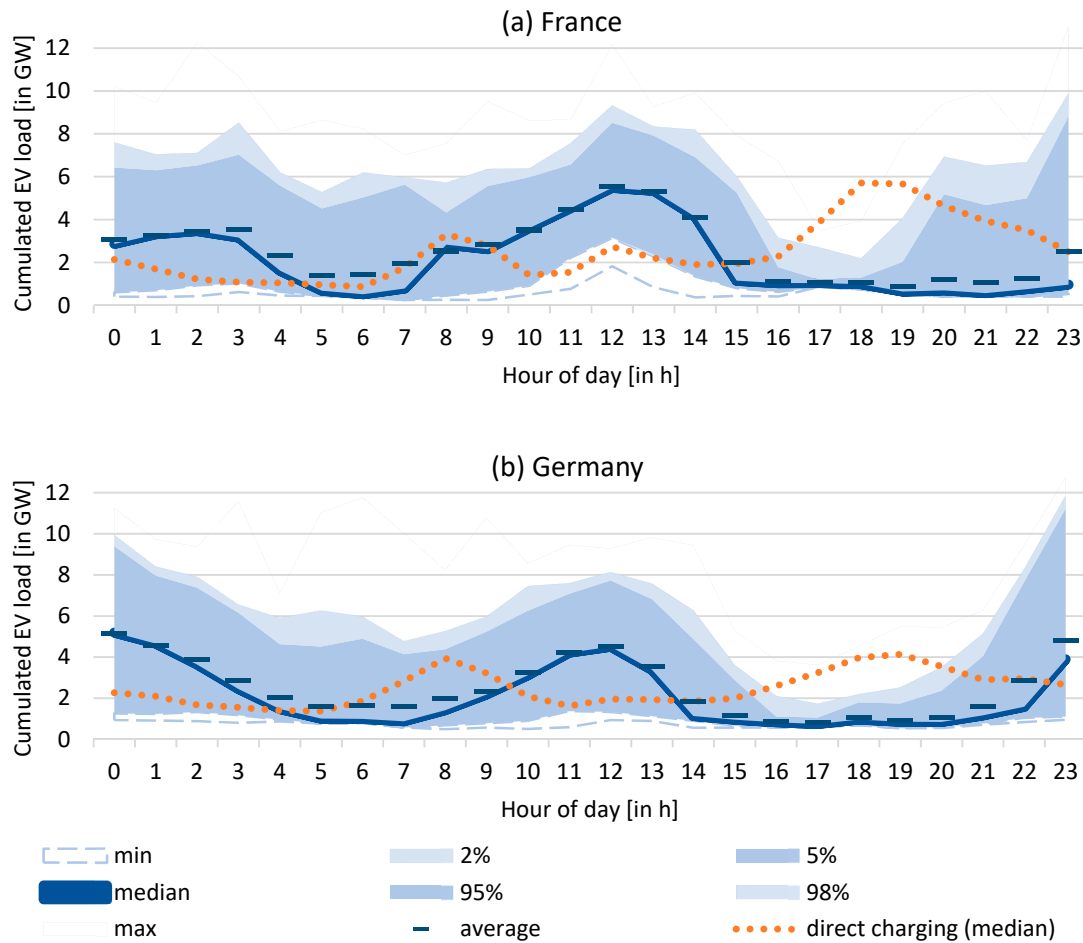 (a) France
Cumulated EV load [in GW]
12
10
8
6
4
2
0
0 1 2 3 4 5 6 7 8 9 10 11 12 13 14 15 16 17 18 19 20 21 22 23
Hour of day [in h]
(b) Germany
Cumulated EV load [in GW]
12
10
8
6
4
2
0
0 1 2 3 4 5 6 7 8 9 10 11 12 13 14 15 16 17 18 19 20 21 22 23
Hour of day [in h]
min 2% 5%
median 95% 98%
max average direct charging (median)